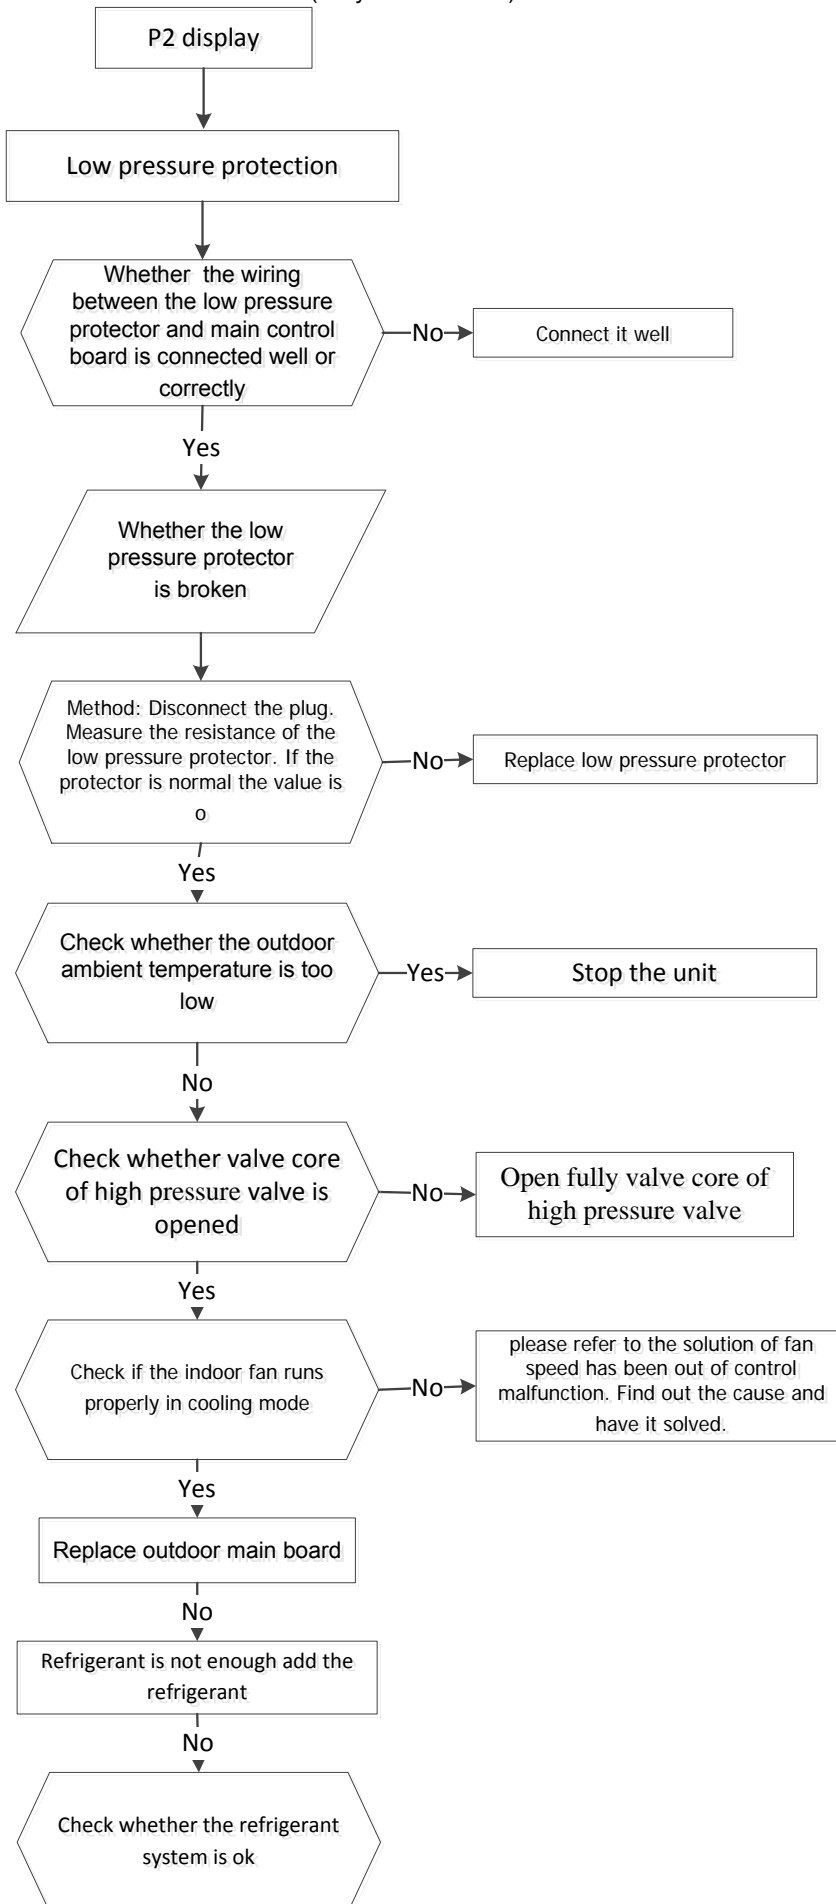 P2 display
Low pressure protection
Whether the wiring
between the low pressure
protector and main control
board is connected well or
correctly
No
Connect it well
Yes
Whether the low
pressure protector
is broken
Method: Disconnect the plug.
Measure the resistance of the
low pressure protector. If the
protector is normal the value is
o
No
Replace low pressure protector
Yes
Check whether the outdoor
ambient temperature is too
low
Yes
Stop the unit
No
Check whether valve core
of high pressure valve is
opened
No
Open fully valve core of
high pressure valve
Yes
Check if the indoor fan runs
properly in cooling mode
No
please refer to the solution of fan
speed has been out of control
malfunction. Find out the cause and
have it solved.
Yes
Replace outdoor main board
No
Refrigerant is not enough add the
refrigerant
No
Check whether the refrigerant
system is ok